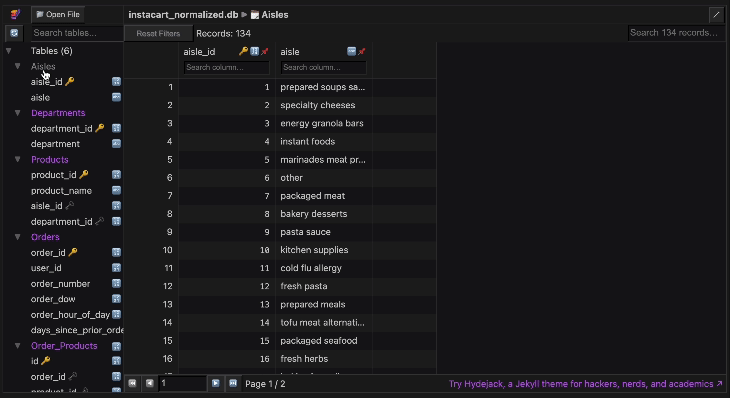 Open File
instacart_normalized.db ▶ Aisles
Search tables...
Reset Filters
Records: 134
Search 134 records...
Tables (6)
Aisles
aisle_id
aisle
Departments
department_id
department
Products
product_id
product_name
aisle_id
department_id
Orders
order_id
user_id
order_number
order_dow
order_hour_of_day
days_since_prior_orde
Order_Products
id
order_id
product_id
aisle_id aisle
Search column... Search column...
1 1 prepared soups sa...
2 2 specialty cheeses
3 3 energy granola bars
4 4 instant foods
5 5 marinades meat pr...
6 6 other
7 7 packaged meat
8 8 bakery desserts
9 9 pasta sauce
10 10 kitchen supplies
11 11 cold flu allergy
12 12 fresh pasta
13 13 prepared meals
14 14 tofu meat alternati...
15 15 packaged seafood
16 16 fresh herbs
1 Page 1 / 2
Try Hydejack, a Jekyll theme for hackers, nerds, and academics ↗